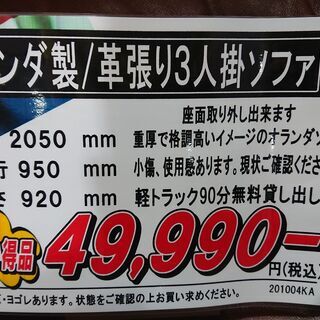 ンダ製/革張り3人掛ソファ
座面取り外し出来ます
2050 mm 重厚で格調高いイメージのオランダソ
行 950 mm 小傷、使用感あります。現状ご確認くださ
さ 920 mm 軽トラック90分無料貸し出し
得品 49,990-
円(税込)
ヨゴレあります。状態をご確認の上お買い求めください。
201004KA